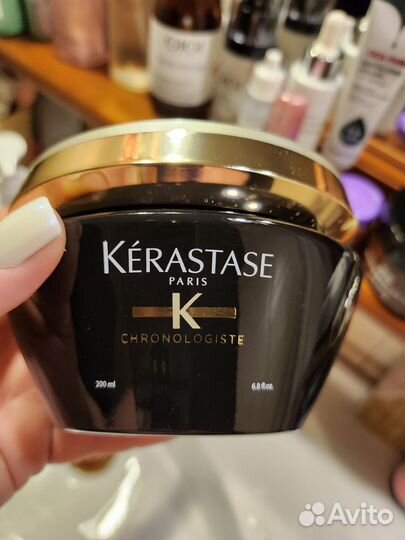 KÉRASTASE
PARIS
K
CHRONOLOGISTE
200 ml
6.8 fl.oz.
Avito